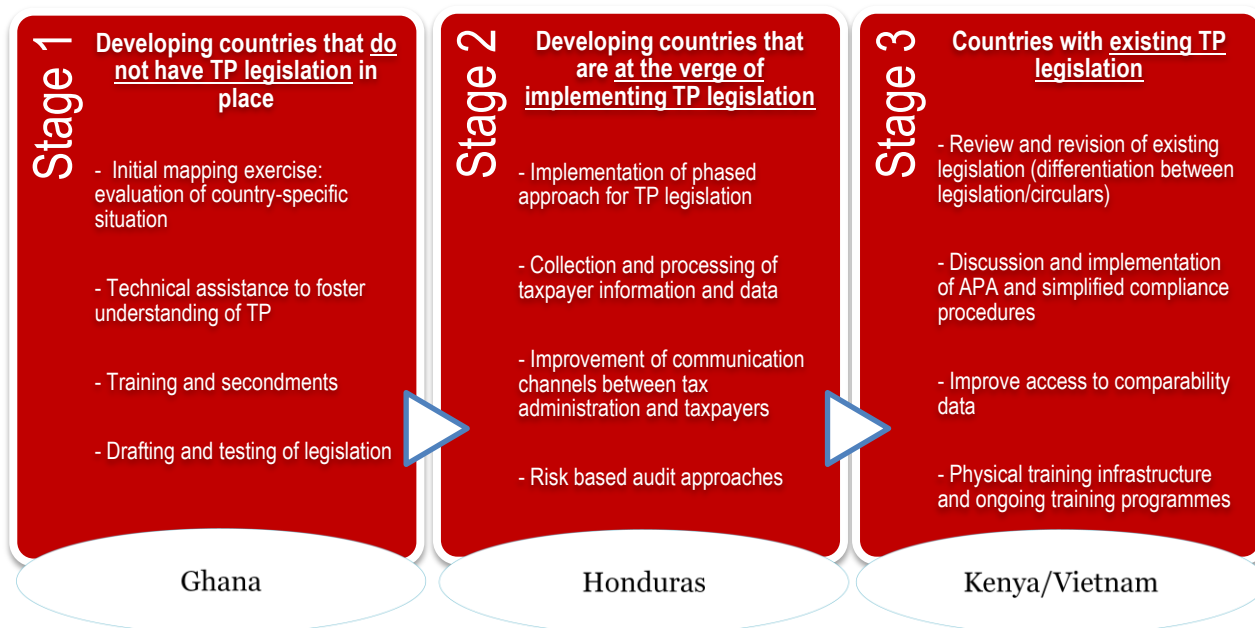 Stage 1
Developing countries that do
not have TP legislation in
place
- Initial mapping exercise:
evaluation of country-specific
situation
- Technical assistance to foster
understanding of TP
- Training and secondments
- Drafting and testing of legislation
Ghana
Stage 2
Developing countries that
are at the verge of
implementing TP legislation
- Implementation of phased
approach for TP legislation
- Collection and processing of
taxpayer information and data
- Improvement of communication
channels between tax
administration and taxpayers
- Risk based audit approaches
Honduras
Stage 3
Countries with existing TP
legislation
- Review and revision of existing
legislation (differentiation between
legislation/circulars)
- Discussion and implementation
of APA and simplified compliance
procedures
- Improve access to comparability
data
- Physical training infrastructure
and ongoing training programmes
Kenya/Vietnam